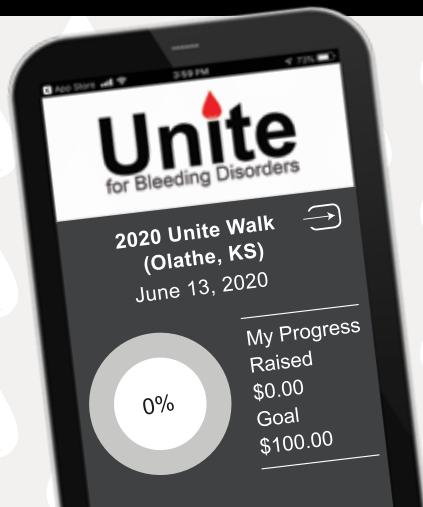 App Store
3:59 PM
73%
Unite
for Bleeding Disorders
2020 Unite Walk
(Olathe, KS)
June 13, 2020
0%
My Progress
Raised
$0.00
Goal
$100.00